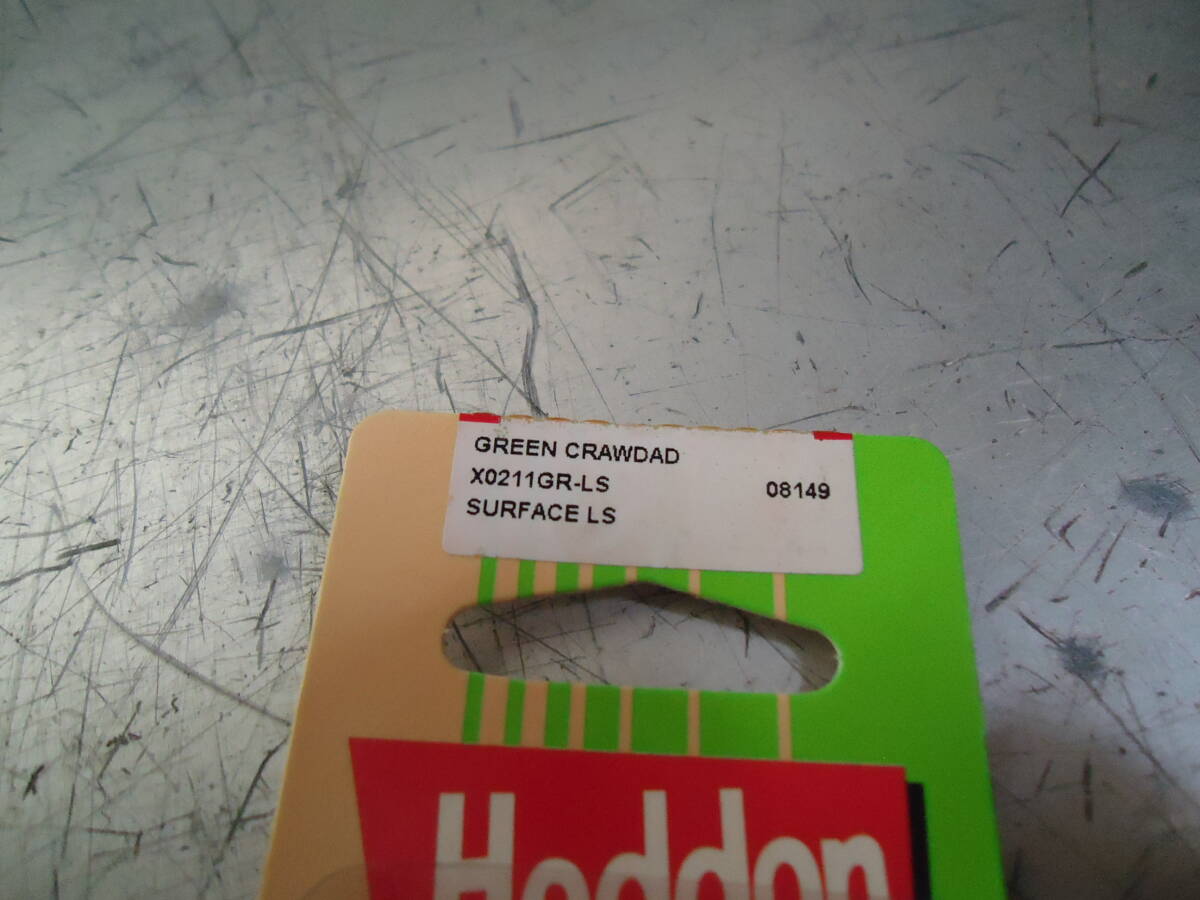 GREEN CRAWDAD
X0211GR-LS 08149
SURFACE LS
Heddon